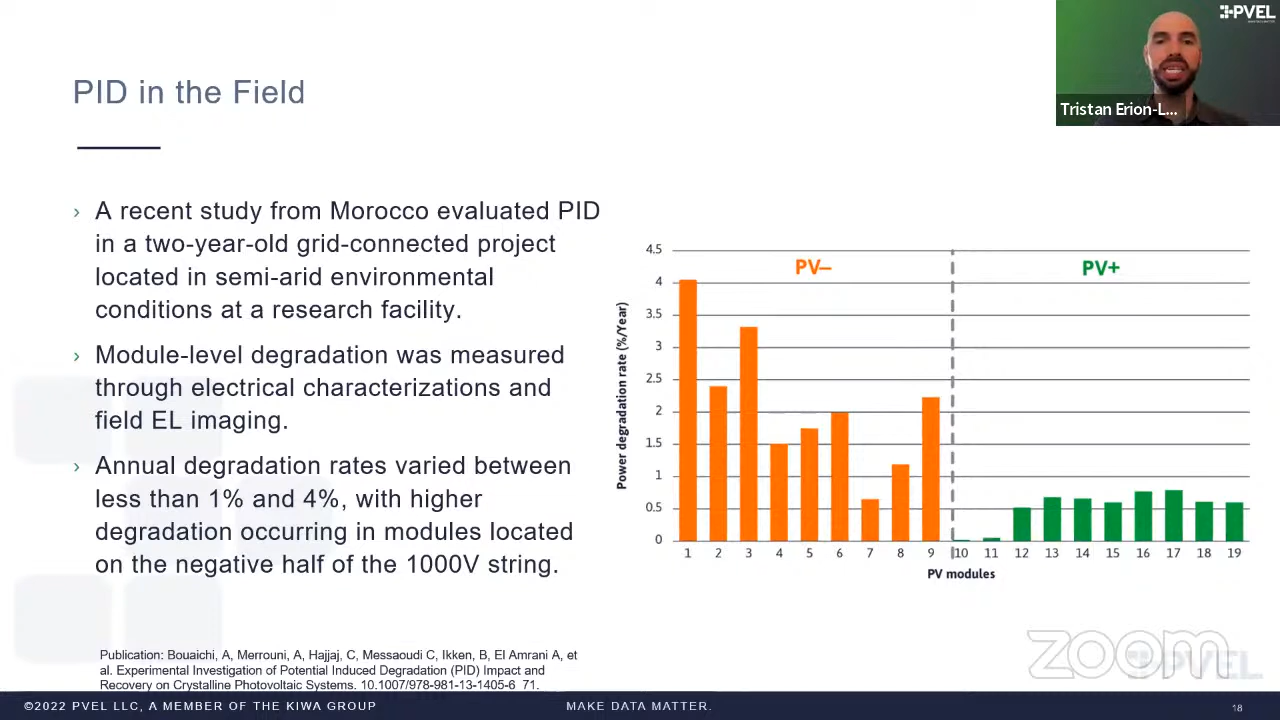 PVEL
Tristan Erion-L...
PID in the Field
› A recent study from Morocco evaluated PID
in a two-year-old grid-connected project
located in semi-arid environmental
conditions at a research facility.
› Module-level degradation was measured
through electrical characterizations and
field EL imaging.
› Annual degradation rates varied between
less than 1% and 4%, with higher
degradation occurring in modules located
on the negative half of the 1000V string.
Power degradation rate (%/Year)
4.5
4
3.5
3
2.5
2
1.5
1
0.5
0
PV– PV+
1 2 3 4 5 6 7 8 9 10 11 12 13 14 15 16 17 18 19
PV modules
Publication: Bouaichi, A, Merrouni, A, Hajjaj, C, Messaoudi C, Ikken, B, El Amrani A, et
al. Experimental Investigation of Potential Induced Degradation (PID) Impact and
Recovery on Crystalline Photovoltaic Systems. 10.1007/978-981-13-1405-6_71.
zoom
PVEL
©2022 PVEL LLC, A MEMBER OF THE KIWA GROUP MAKE DATA MATTER. 18